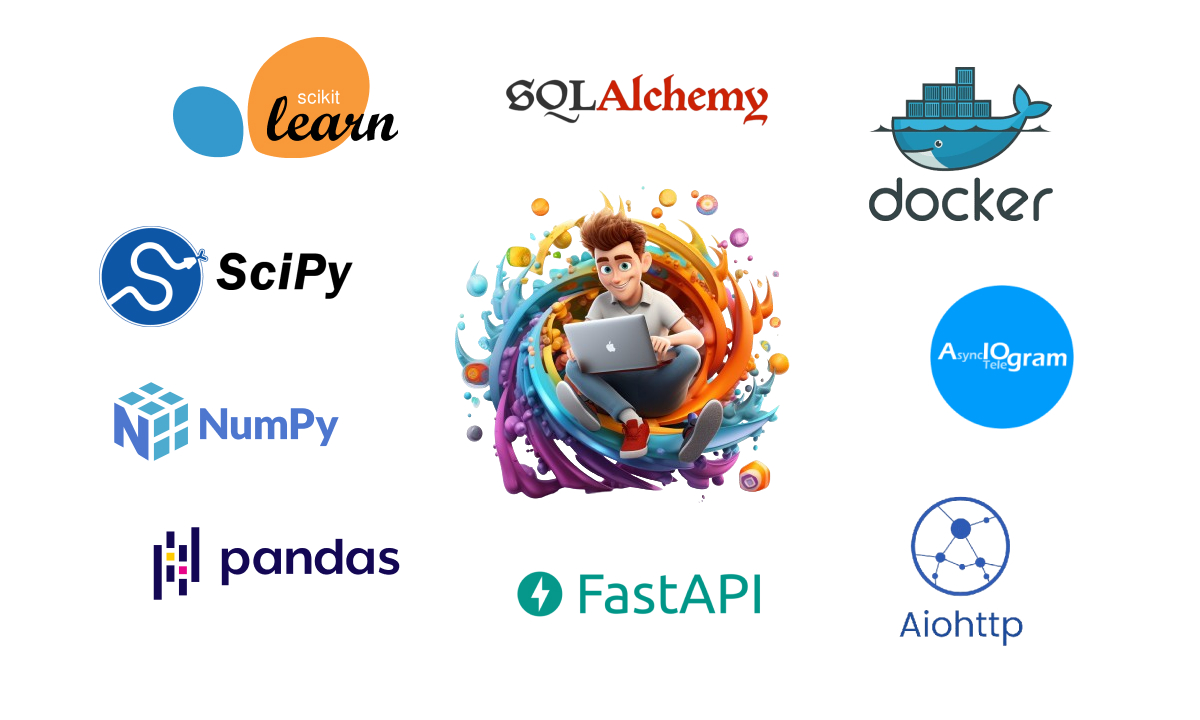 scikit
learn
SQLAlchemy
docker
SciPy
AsyncIOgram
Tele
NumPy
pandas
FastAPI
Aiohttp